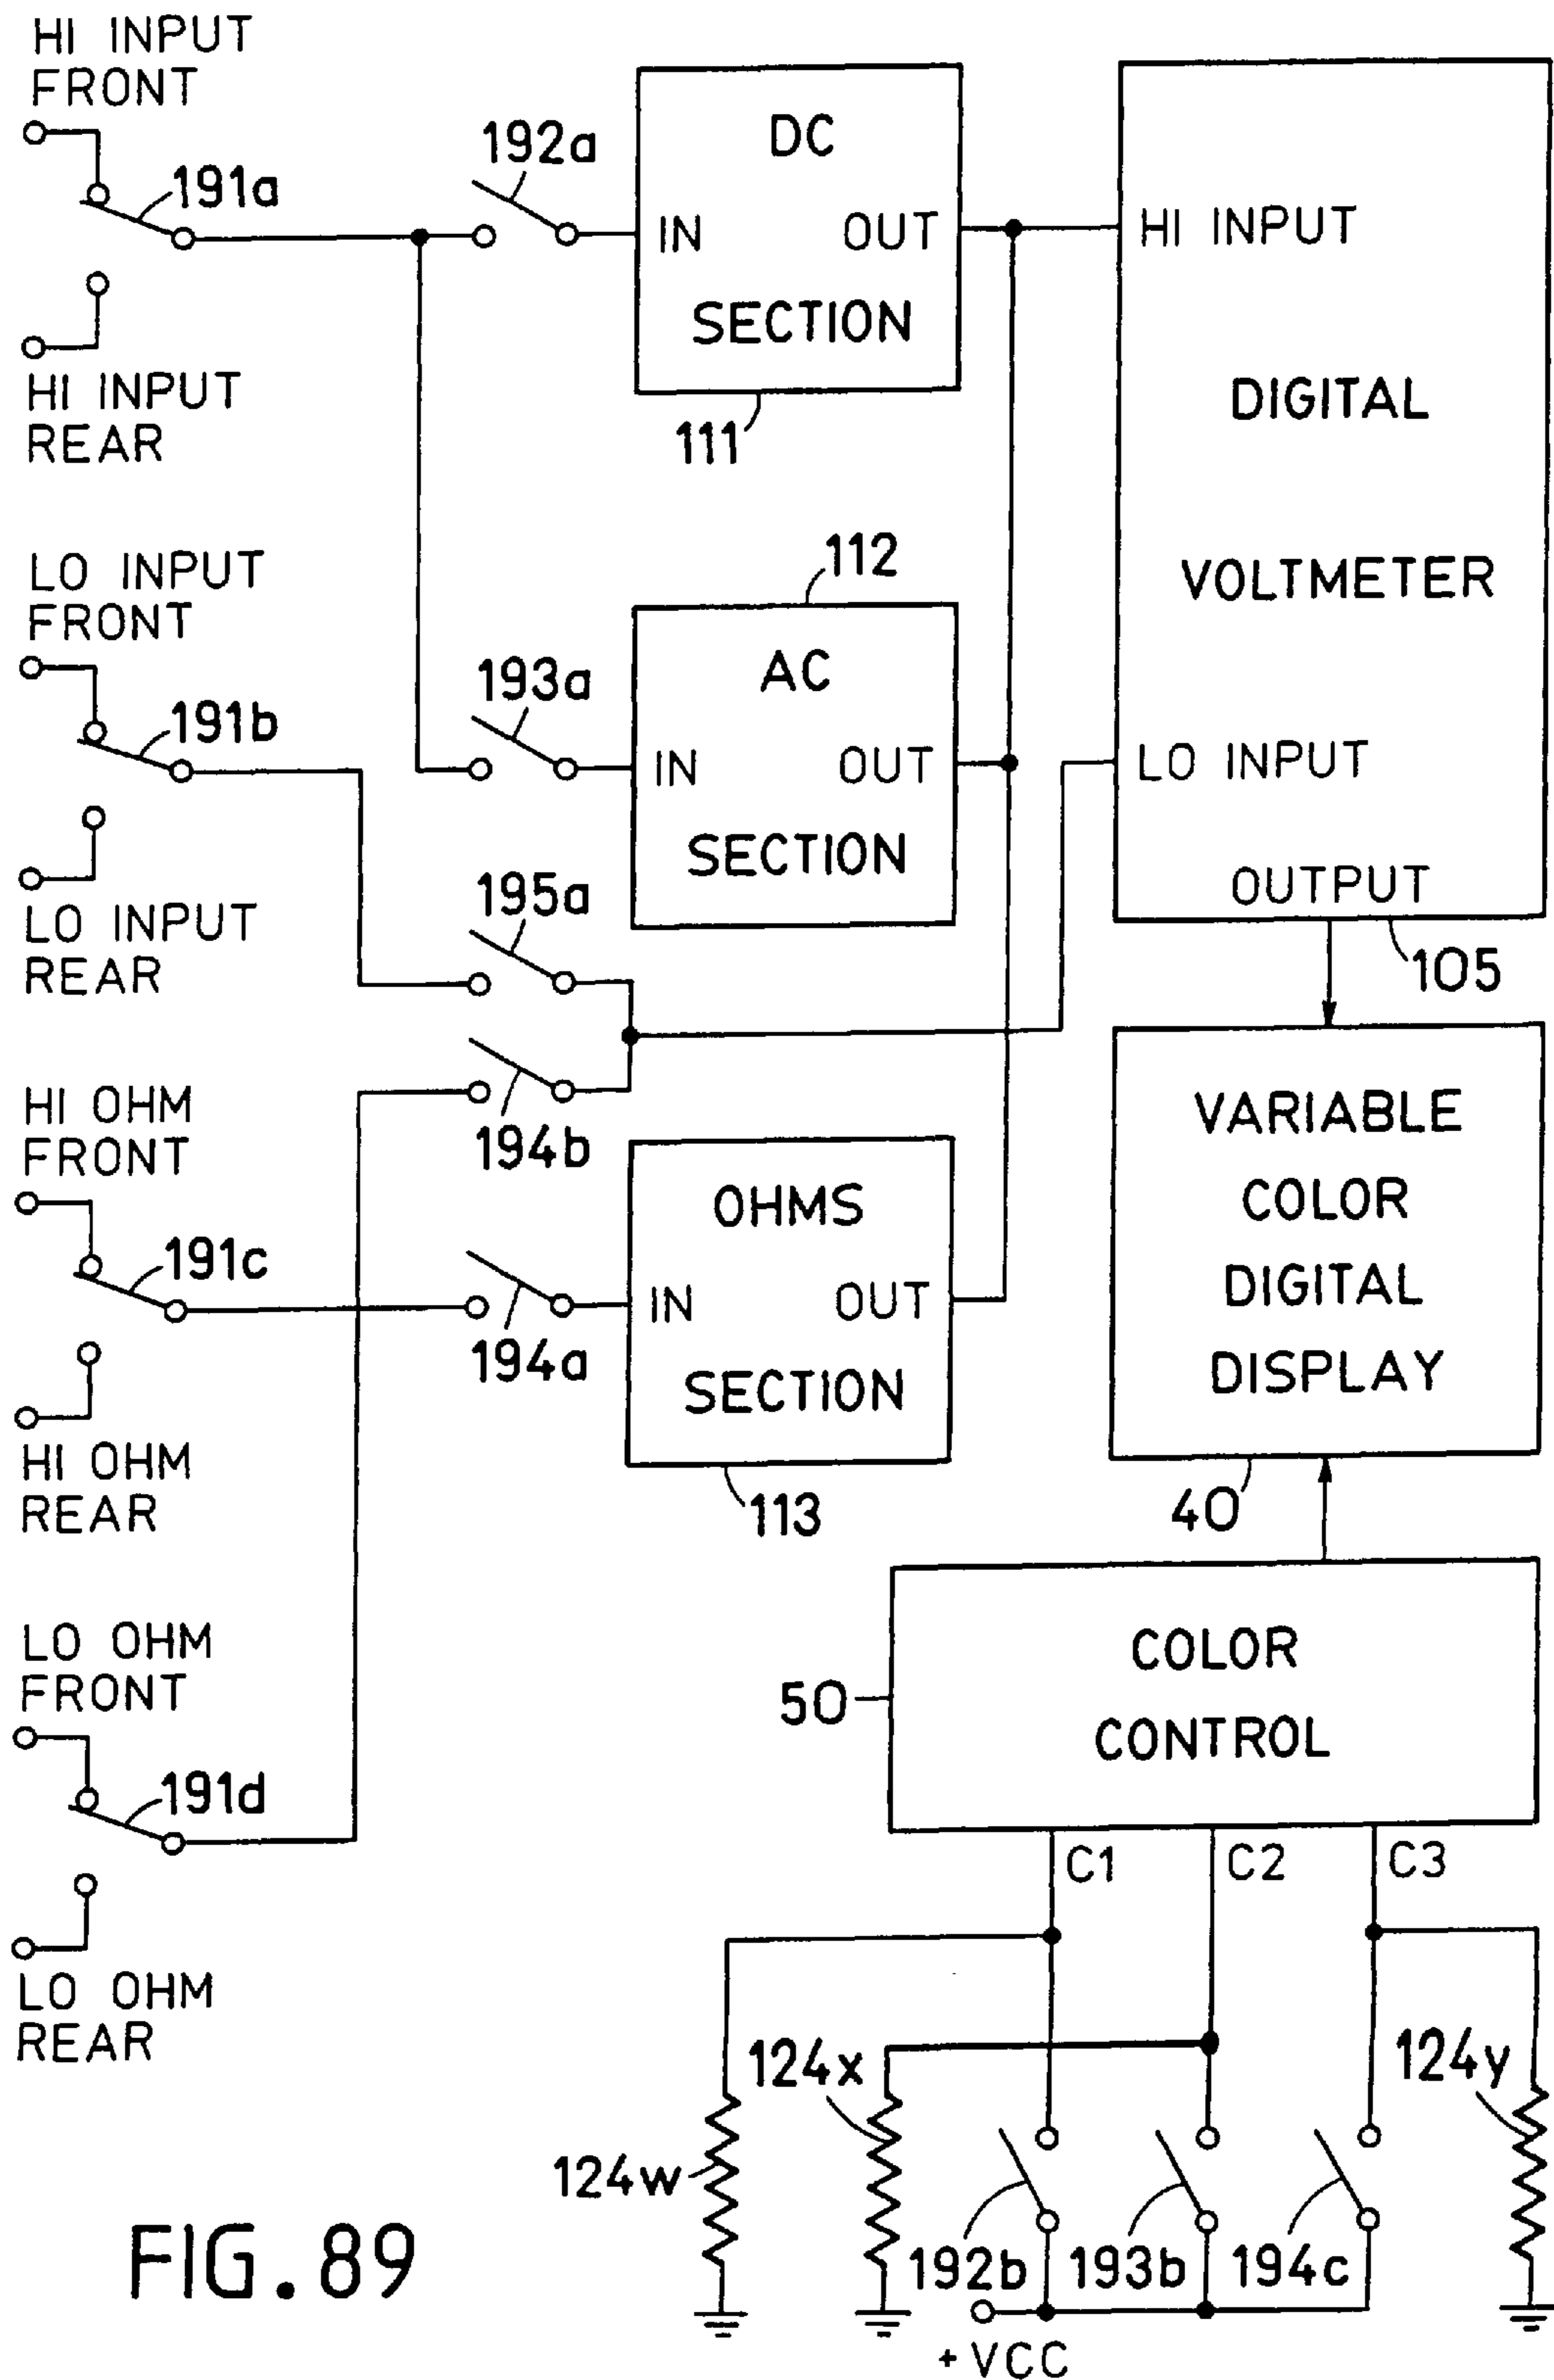 HI INPUT
FRONT
191a
HI INPUT
REAR
192a
DC
IN
OUT
SECTION
111
HI INPUT
DIGITAL
VOLTMETER
LO INPUT
OUTPUT
105
LO INPUT
FRONT
191b
LO INPUT
REAR
112
193a
AC
IN
OUT
SECTION
195a
194b
HI OHM
FRONT
191c
HI OHM
REAR
194a
OHMS
IN
OUT
SECTION
113
VARIABLE
COLOR
DIGITAL
DISPLAY
40
LO OHM
FRONT
191d
LO OHM
REAR
50
COLOR
CONTROL
C1
C2
C3
124w
124x
124y
192b
193b
194c
+VCC
FIG. 89